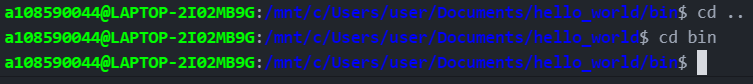 a108590044@LAPTOP-2I02MB9G:/mnt/c/Users/user/Documents/hello_world/bin$ cd ..
a108590044@LAPTOP-2I02MB9G:/mnt/c/Users/user/Documents/hello_world$ cd bin
a108590044@LAPTOP-2I02MB9G:/mnt/c/Users/user/Documents/hello_world/bin$